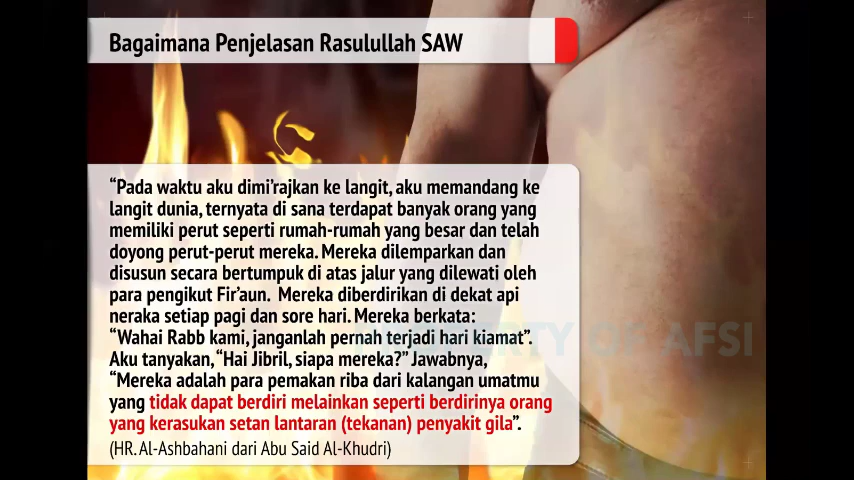 Bagaimana Penjelasan Rasulullah SAW
“Pada waktu aku dimi’rajkan ke langit, aku memandang ke
langit dunia, ternyata di sana terdapat banyak orang yang
memiliki perut seperti rumah-rumah yang besar dan telah
doyong perut-perut mereka. Mereka dilemparkan dan
disusun secara bertumpuk di atas jalur yang dilewati oleh
para pengikut Fir’aun.  Mereka diberdirikan di dekat api
neraka setiap pagi dan sore hari. Mereka berkata:
“Wahai Rabb kami, janganlah pernah terjadi hari kiamat”.
Aku tanyakan, “Hai Jibril, siapa mereka?” Jawabnya,
“Mereka adalah para pemakan riba dari kalangan umatmu
yang tidak dapat berdiri melainkan seperti berdirinya orang
yang kerasukan setan lantaran (tekanan) penyakit gila”.
(HR. Al-Ashbahani dari Abu Said Al-Khudri)
PROPERTY OF AFSI